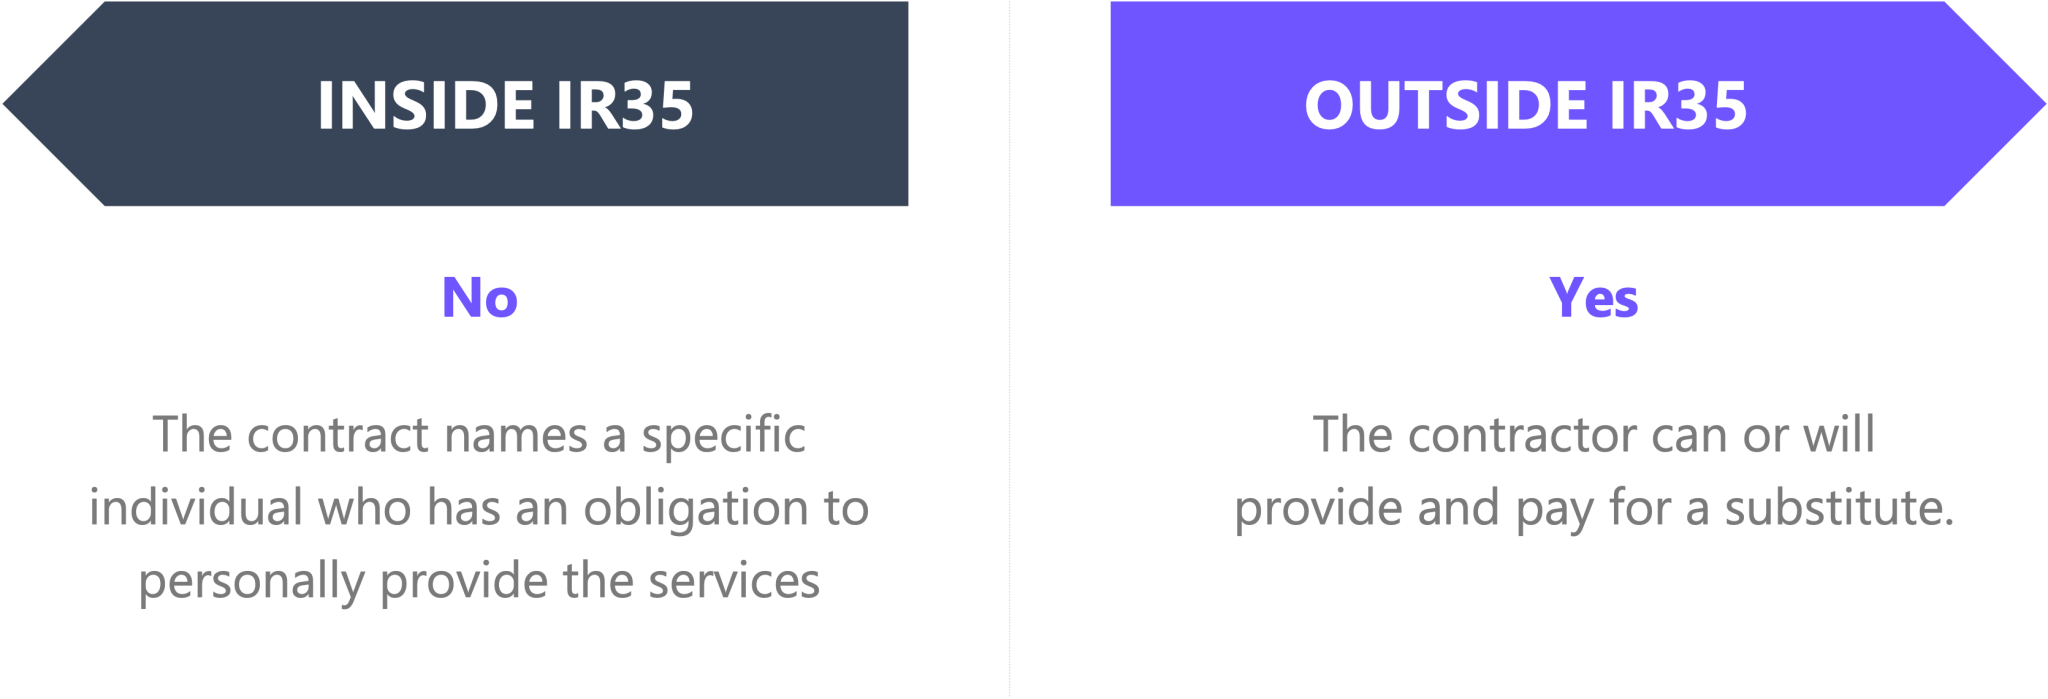 INSIDE IR35
No
The contract names a specific
individual who has an obligation to
personally provide the services
OUTSIDE IR35
Yes
The contractor can or will
provide and pay for a substitute.